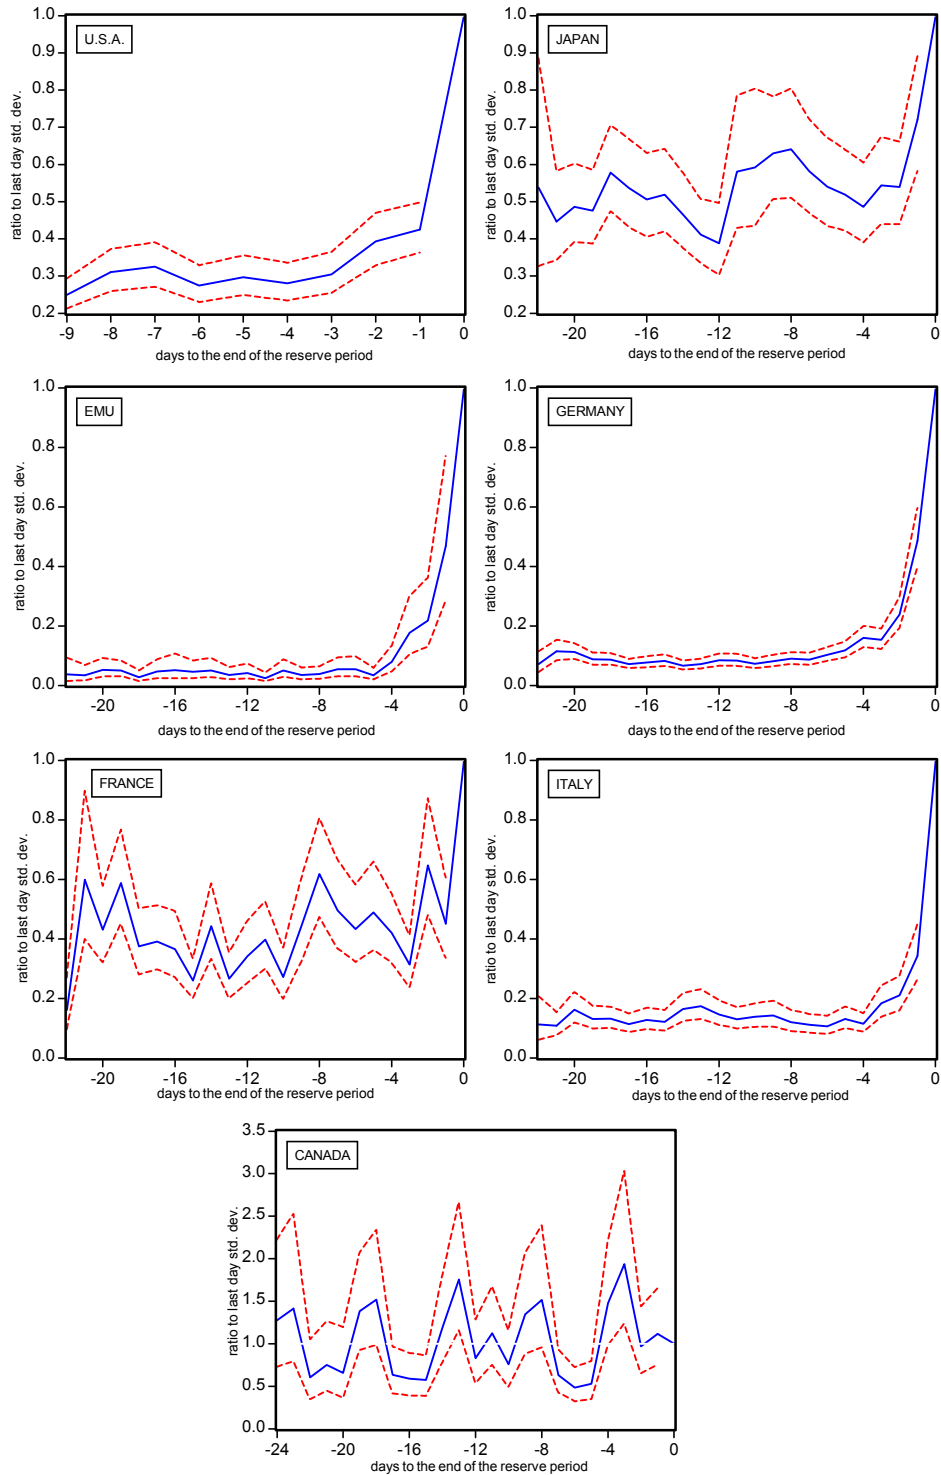 U.S.A.
ratio to last day std. dev.
1.0
0.9
0.8
0.7
0.6
0.5
0.4
0.3
0.2
-9 -8 -7 -6 -5 -4 -3 -2 -1 0
days to the end of the reserve period
JAPAN
ratio to last day std. dev.
1.0
0.9
0.8
0.7
0.6
0.5
0.4
0.3
0.2
-20 -16 -12 -8 -4 0
days to the end of the reserve period
EMU
ratio to last day std. dev.
1.0
0.8
0.6
0.4
0.2
0.0
-20 -16 -12 -8 -4 0
days to the end of the reserve period
GERMANY
ratio to last day std. dev.
1.0
0.8
0.6
0.4
0.2
0.0
-20 -16 -12 -8 -4 0
days to the end of the reserve period
FRANCE
ratio to last day std. dev.
1.0
0.8
0.6
0.4
0.2
0.0
-20 -16 -12 -8 -4 0
days to the end of the reserve period
ITALY
ratio to last day std. dev.
1.0
0.8
0.6
0.4
0.2
0.0
-20 -16 -12 -8 -4 0
days to the end of the reserve period
CANADA
ratio to last day std. dev.
3.5
3.0
2.5
2.0
1.5
1.0
0.5
0.0
-24 -20 -16 -12 -8 -4 0
days to the end of the reserve period